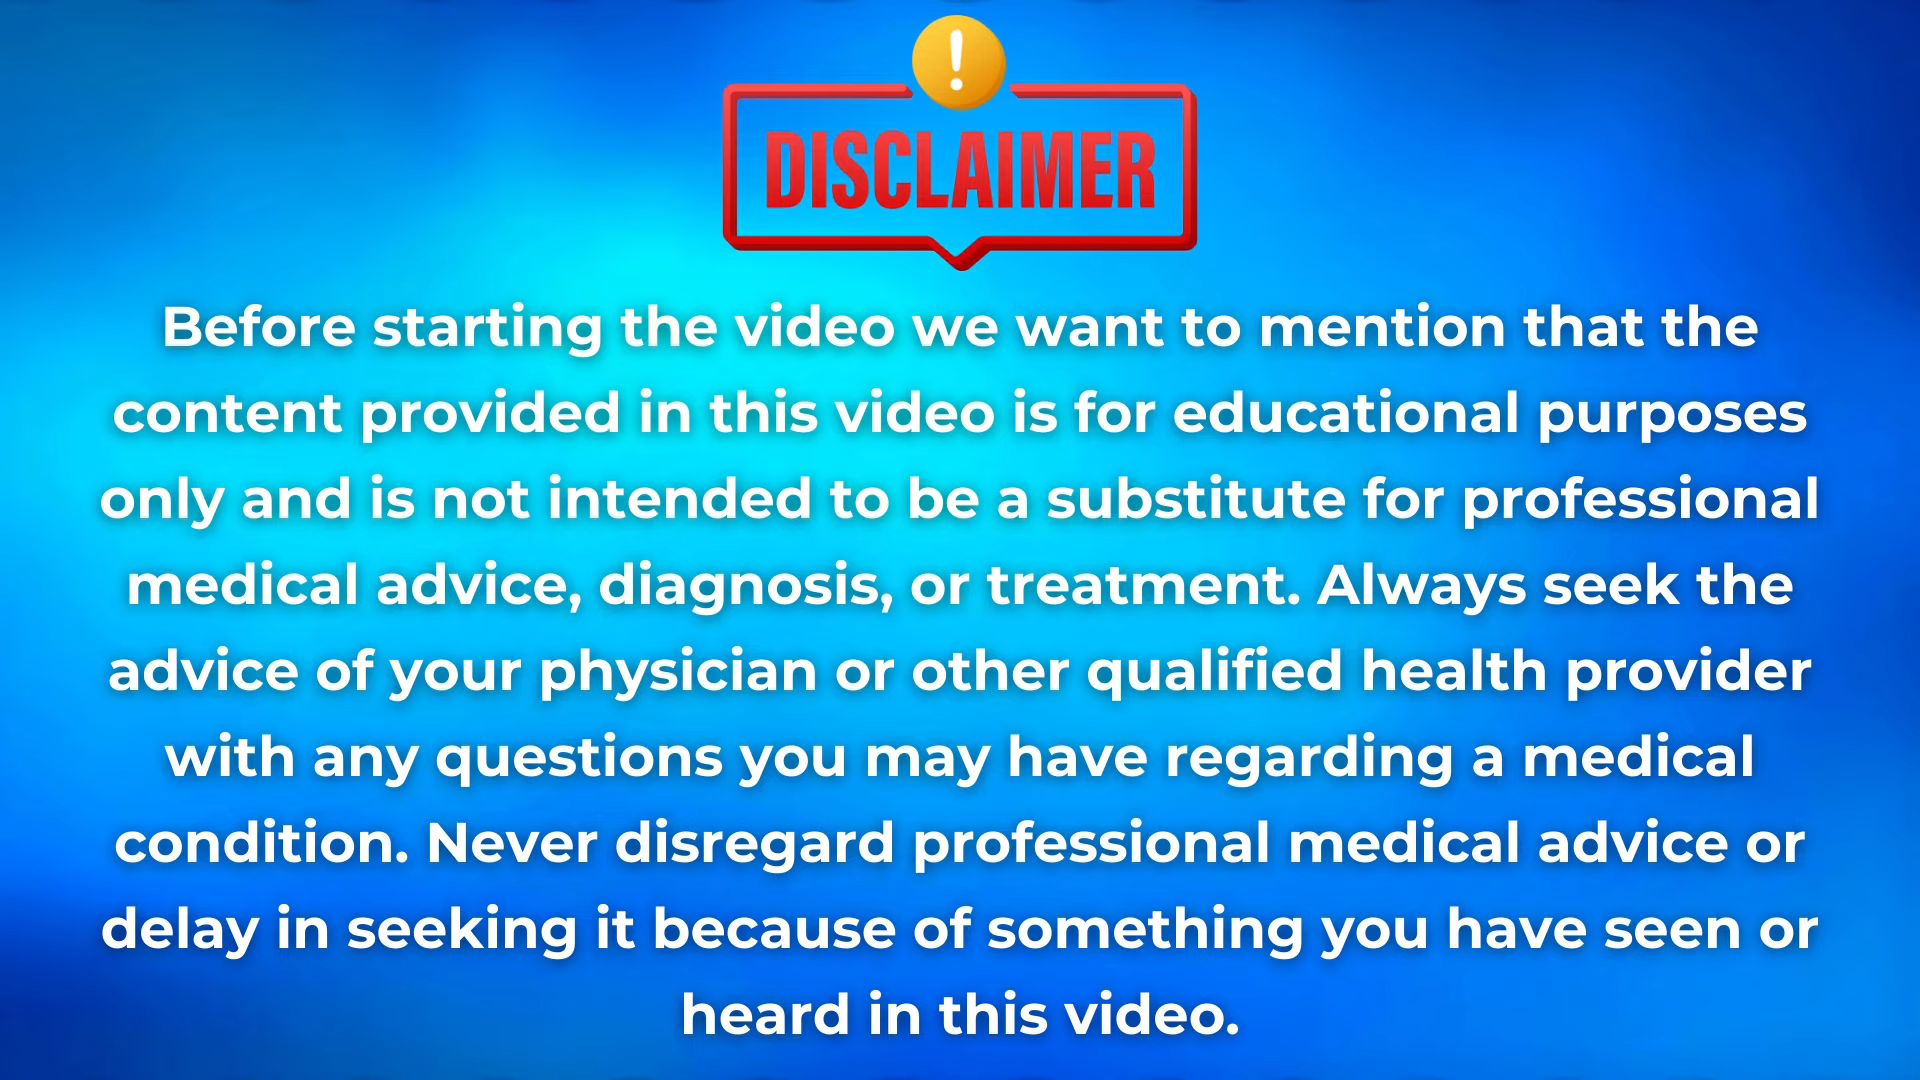 !
DISCLAIMER
Before starting the video we want to mention that the
content provided in this video is for educational purposes
only and is not intended to be a substitute for professional
medical advice, diagnosis, or treatment. Always seek the
advice of your physician or other qualified health provider
with any questions you may have regarding a medical
condition. Never disregard professional medical advice or
delay in seeking it because of something you have seen or
heard in this video.